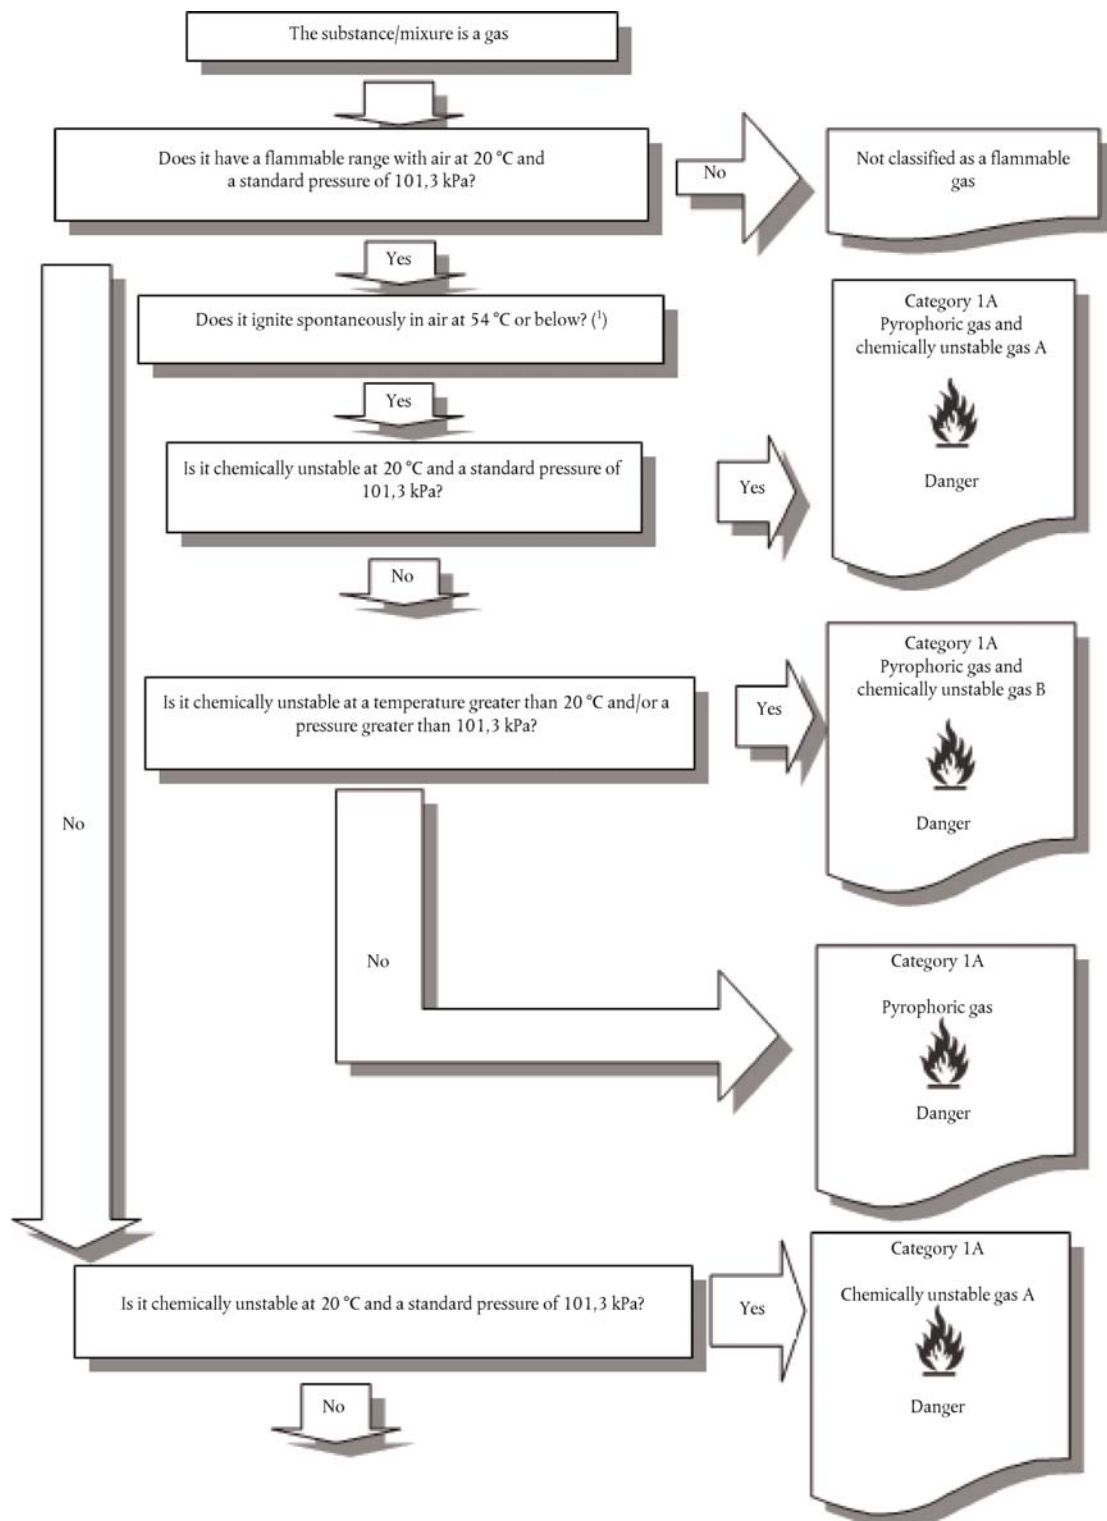 The substance/mixture is a gas
Does it have a flammable range with air at 20 °C and
a standard pressure of 101,3 kPa?
No
Not classified as a flammable
gas
Yes
Does it ignite spontaneously in air at 54 °C or below? (¹)
Category 1A
Pyrophoric gas and
chemically unstable gas A
Danger
Yes
Is it chemically unstable at 20 °C and a standard pressure of
101,3 kPa?
Yes
No
Category 1A
Pyrophoric gas and
chemically unstable gas B
Danger
Is it chemically unstable at a temperature greater than 20 °C and/or a
pressure greater than 101,3 kPa?
Yes
No
No
Category 1A
Pyrophoric gas
Danger
Is it chemically unstable at 20 °C and a standard pressure of 101,3 kPa?
Yes
Category 1A
Chemically unstable gas A
Danger
No